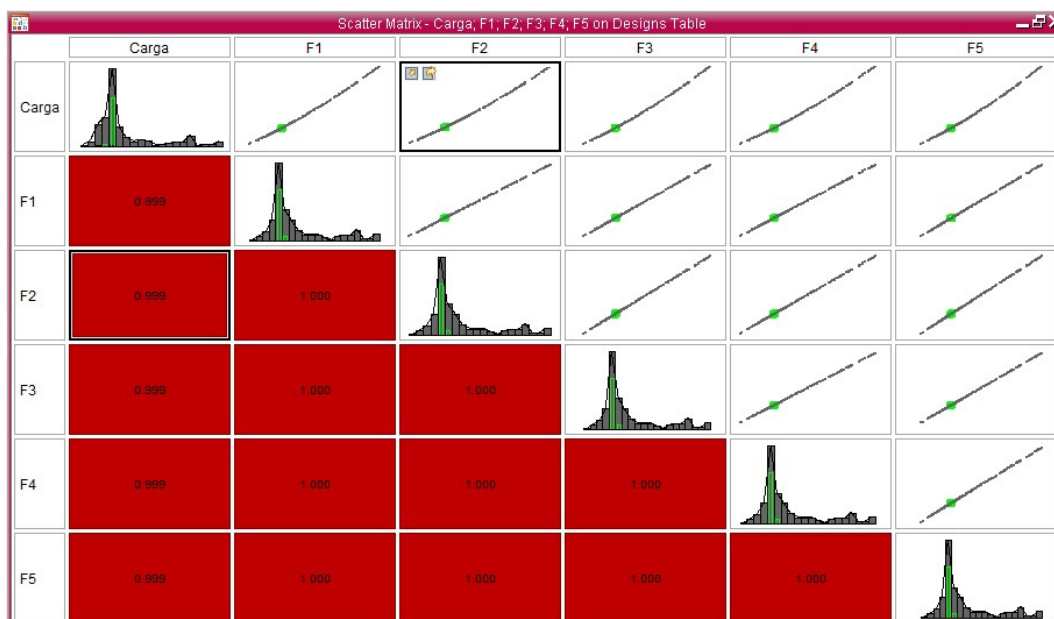 Scatter Matrix - Carga; F1; F2; F3; F4; F5 on Designs Table
Carga F1 F2 F3 F4 F5
Carga
F1 0.999
F2 0.999 1.000
F3 0.999 1.000 1.000
F4 0.999 1.000 1.000 1.000
F5 0.999 1.000 1.000 1.000 1.000